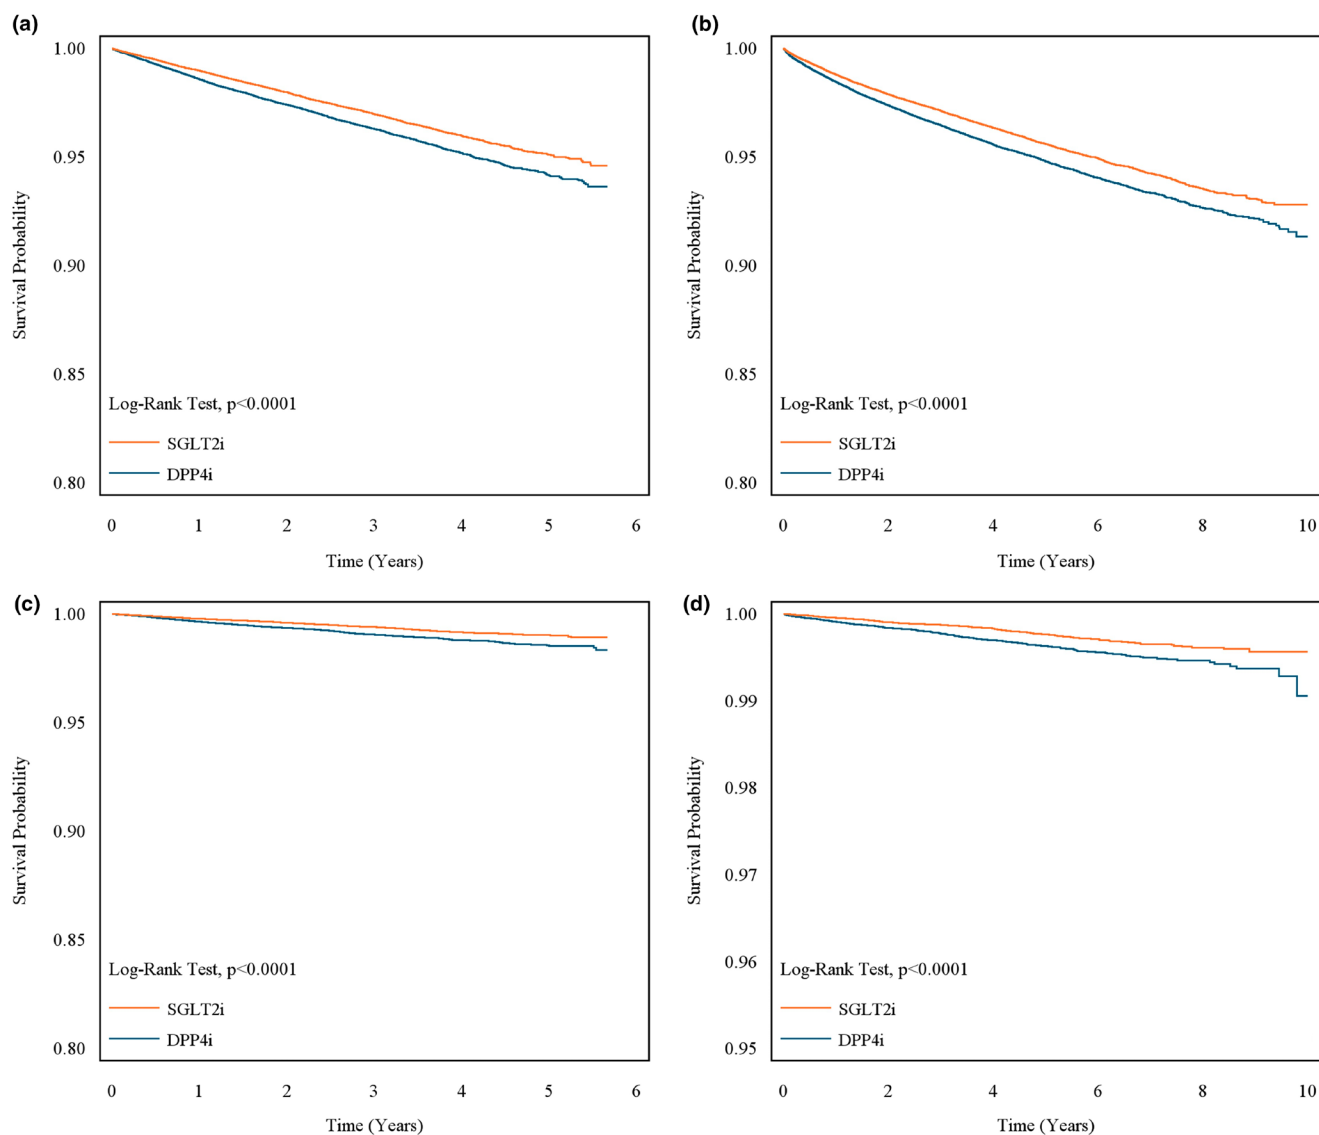 (a)
1.00
0.95
0.90
0.85
0.80
Survival Probability
Log-Rank Test, p<0.0001
SGLT2i
DPP4i
0 1 2 3 4 5 6
Time (Years)
(b)
1.00
0.95
0.90
0.85
0.80
Survival Probability
Log-Rank Test, p<0.0001
SGLT2i
DPP4i
0 2 4 6 8 10
Time (Years)
(c)
1.00
0.95
0.90
0.85
0.80
Survival Probability
Log-Rank Test, p<0.0001
SGLT2i
DPP4i
0 1 2 3 4 5 6
Time (Years)
(d)
1.00
0.99
0.98
0.97
0.96
0.95
Survival Probability
Log-Rank Test, p<0.0001
SGLT2i
DPP4i
0 2 4 6 8 10
Time (Years)